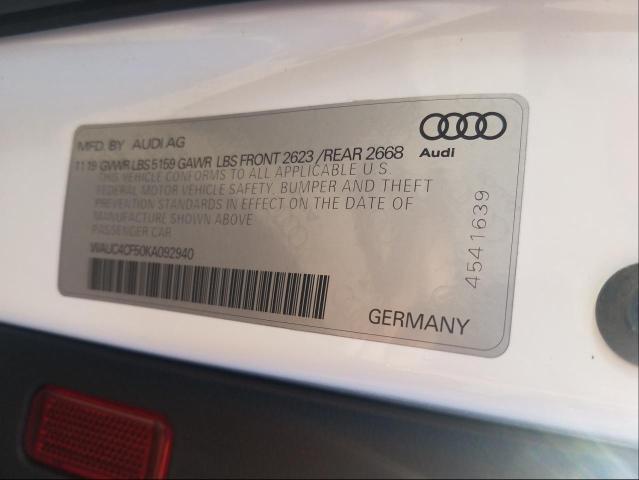 MFD. BY AUDI AG
11 19 GVWR LBS 5159 GAWR LBS FRONT 2623 / REAR 2668
THIS VEHICLE CONFORMS TO ALL APPLICABLE U.S.
FEDERAL MOTOR VEHICLE SAFETY, BUMPER AND THEFT
PREVENTION STANDARDS IN EFFECT ON THE DATE OF
MANUFACTURE SHOWN ABOVE
PASSENGER CAR
WAUC4CF50KA092940
Audi
4541639
GERMANY